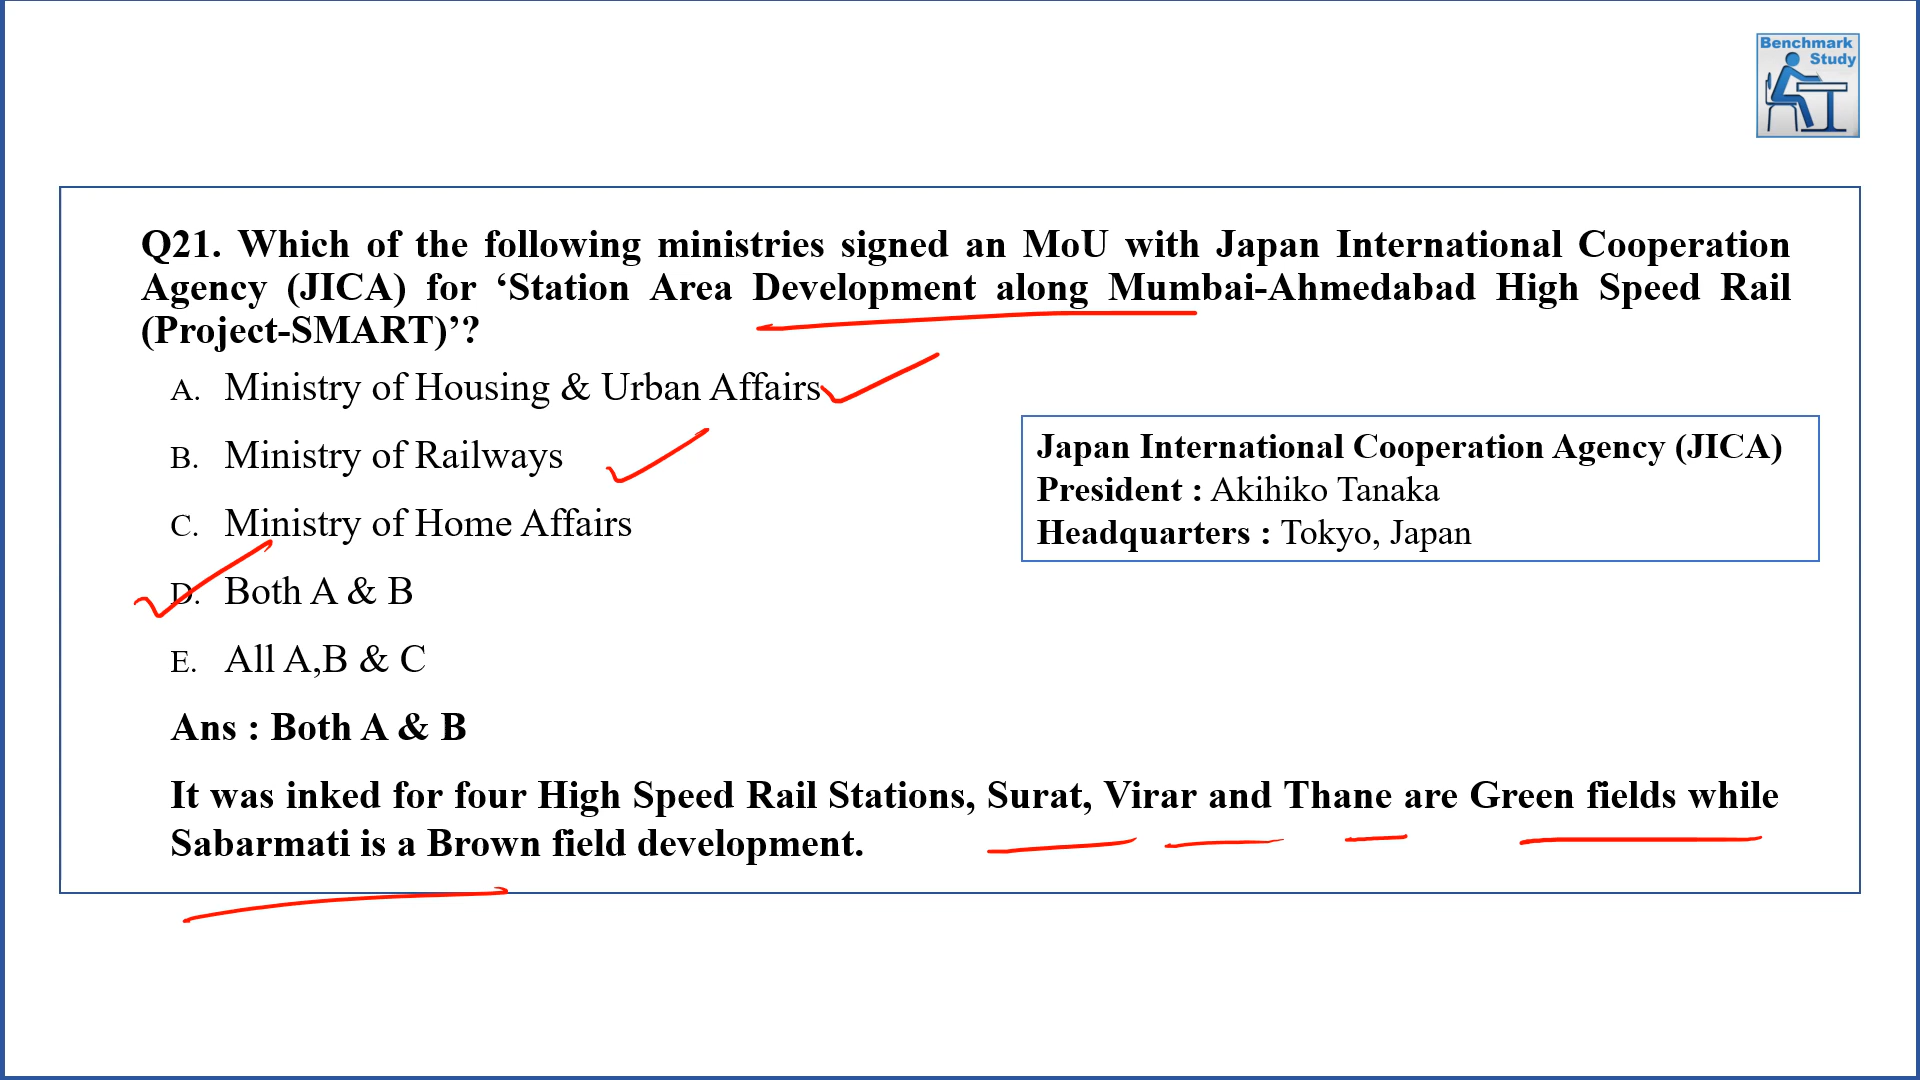 Benchmark
Study
Q21. Which of the following ministries signed an MoU with Japan International Cooperation
Agency (JICA) for ‘Station Area Development along Mumbai-Ahmedabad High Speed Rail
(Project-SMART)’?
A. Ministry of Housing & Urban Affairs
B. Ministry of Railways
C. Ministry of Home Affairs
D. Both A & B
E. All A,B & C
Japan International Cooperation Agency (JICA)
President : Akihiko Tanaka
Headquarters : Tokyo, Japan
Ans : Both A & B
It was inked for four High Speed Rail Stations, Surat, Virar and Thane are Green fields while
Sabarmati is a Brown field development.